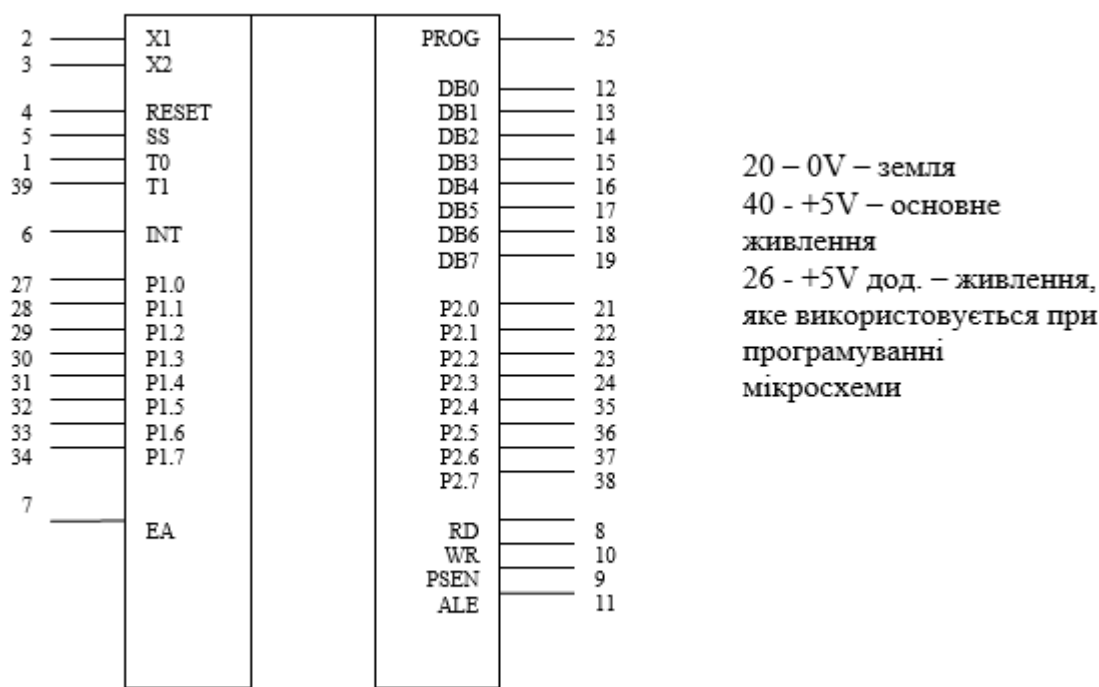 2 X1 PROG 25
3 X2
DB0 12
4 RESET DB1 13
5 SS DB2 14
1 T0 DB3 15
39 T1 DB4 16
DB5 17
6 INT DB6 18
DB7 19
27 P1.0
28 P1.1 P2.0 21
29 P1.2 P2.1 22
30 P1.3 P2.2 23
31 P1.4 P2.3 24
32 P1.5 P2.4 35
33 P1.6 P2.5 36
34 P1.7 P2.6 37
P2.7 38
7
EA RD 8
WR 10
PSEN 9
ALE 11
20 – 0V – земля
40 - +5V – основне
живлення
26 - +5V дод. – живлення,
яке використовується при
програмуванні
мікросхеми